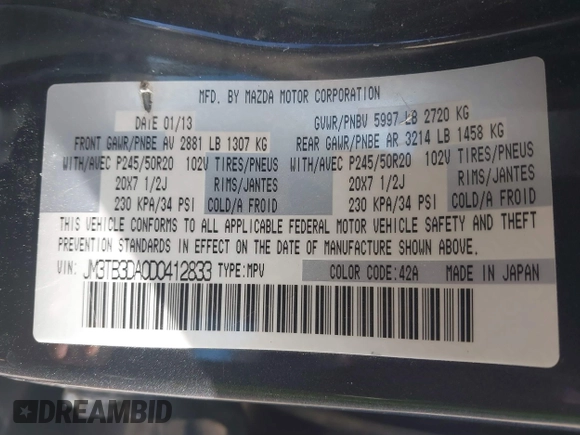 MFD. BY MAZDA MOTOR CORPORATION
DATE 01/13 GVWR/PNBV 5997 LB 2720 KG
FRONT GAWR/PNBE AV 2881 LB 1307 KG REAR GAWR/PNBE AR 3214 LB 1458 KG
WITH/AVEC P245/50R20 102V TIRES/PNEUS WITH/AVEC P245/50R20 102V TIRES/PNEUS
20X7 1/2J RIMS/JANTES 20X7 1/2J RIMS/JANTES
230 KPA/34 PSI COLD/A FROID 230 KPA/34 PSI COLD/A FROID
THIS VEHICLE CONFORMS TO ALL APPLICABLE FEDERAL MOTOR VEHICLE SAFETY AND THEFT
PREVENTION STANDARDS IN EFFECT ON THE DATE OF MANUFACTURE SHOWN ABOVE.
VIN: JM3TB3DA0D0412833 TYPE:MPV COLOR CODE:42A MADE IN JAPAN
DREAMBID